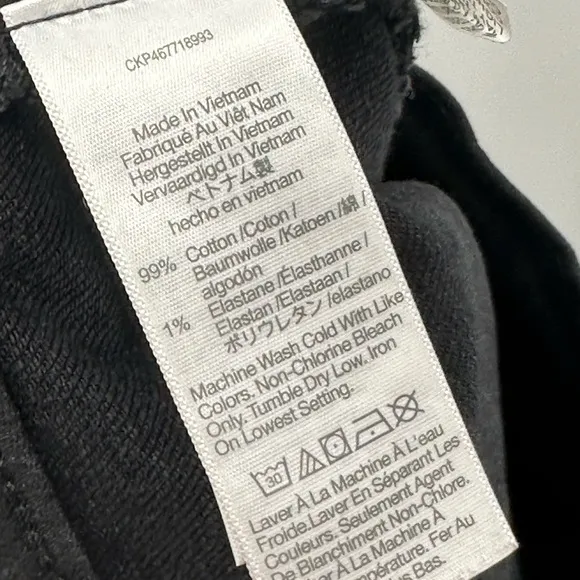 CKP467718993
Made In Vietnam
Fabriqué Au Việt Nam
Hergestellt In Vietnam
Vervaardigd In Vietnam
ベトナム製
hecho en vietnam
99% Cotton /Coton /
Baumwolle /Katoen /綿 /
algodón
1% Elastane /Élasthanne /
Elastan /Elastaan /
ポリウレタン /elastano
Machine Wash Cold With Like
Colors. Non-Chlorine Bleach
Only. Tumble Dry Low. Iron
On Lowest Setting.
30
Laver À La Machine À L'eau
Froide.Laver En Séparant Les
Couleurs. Seulement Agent
De Blanchiment Non-Chlore.
À La Machine À
température. Fer Au
Bas.